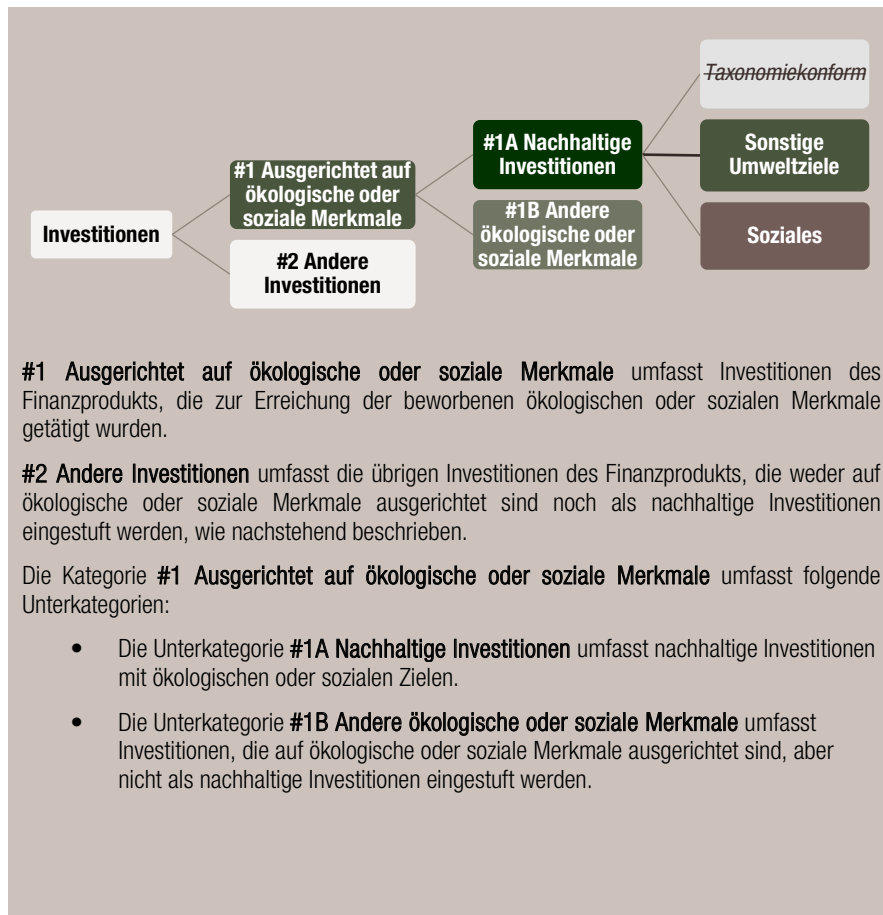 Taxonomiekonform
#1A Nachhaltige
Investitionen
Sonstige
Umweltziele
#1 Ausgerichtet auf
ökologische oder
soziale Merkmale
#1B Andere
ökologische oder
soziale Merkmale
Soziales
Investitionen
#2 Andere
Investitionen
#1 Ausgerichtet auf ökologische oder soziale Merkmale umfasst Investitionen des
Finanzprodukts, die zur Erreichung der beworbenen ökologischen oder sozialen Merkmale
getätigt wurden.
#2 Andere Investitionen umfasst die übrigen Investitionen des Finanzprodukts, die weder auf
ökologische oder soziale Merkmale ausgerichtet sind noch als nachhaltige Investitionen
eingestuft werden, wie nachstehend beschrieben.
Die Kategorie #1 Ausgerichtet auf ökologische oder soziale Merkmale umfasst folgende
Unterkategorien:
• Die Unterkategorie #1A Nachhaltige Investitionen umfasst nachhaltige Investitionen
mit ökologischen oder sozialen Zielen.
• Die Unterkategorie #1B Andere ökologische oder soziale Merkmale umfasst
Investitionen, die auf ökologische oder soziale Merkmale ausgerichtet sind, aber
nicht als nachhaltige Investitionen eingestuft werden.